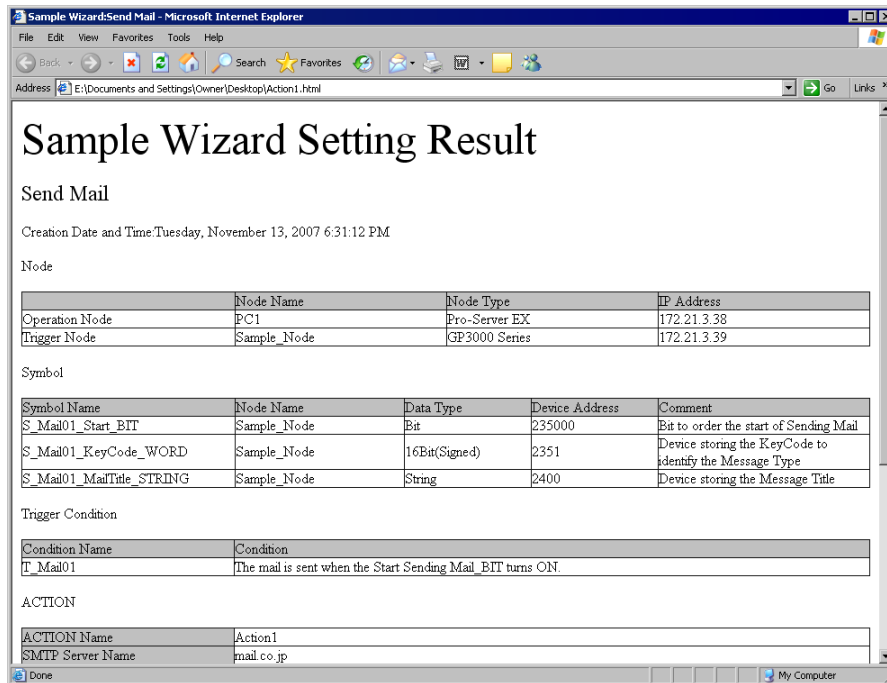 Sample Wizard:Send Mail - Microsoft Internet Explorer
File Edit View Favorites Tools Help
Back Search Favorites
Address E:\Documents and Settings\Owner\Desktop\Action1.html Go Links »
Sample Wizard Setting Result
Send Mail
Creation Date and Time:Tuesday, November 13, 2007 6:31:12 PM
Node
Node Name Node Type IP Address
Operation Node PC1 Pro-Server EX 172.21.3.38
Trigger Node Sample_Node GP3000 Series 172.21.3.39
Symbol
Symbol Name Node Name Data Type Device Address Comment
S_Mail01_Start_BIT Sample_Node Bit 235000 Bit to order the start of Sending Mail
S_Mail01_KeyCode_WORD Sample_Node 16Bit(Signed) 2351 Device storing the KeyCode to
identify the Message Type
S_Mail01_MailTitle_STRING Sample_Node String 2400 Device storing the Message Title
Trigger Condition
Condition Name Condition
T_Mail01 The mail is sent when the Start Sending Mail_BIT turns ON.
ACTION
ACTION Name Action1
SMTP Server Name mail.co.jp
Done My Computer